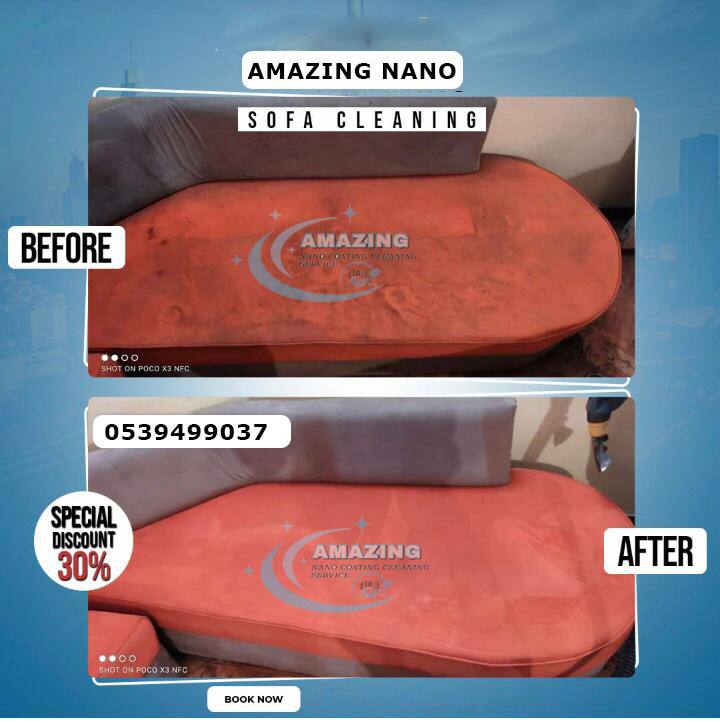 AMAZING NANO
SOFA CLEANING
BEFORE
AMAZING
NANO COATING CLEANING
SERVICE
SHOT ON POCO X3 NFC
0539499037
SPECIAL
DISCOUNT
30%
AFTER
AMAZING
NANO COATING CLEANING
SERVICE
SHOT ON POCO X3 NFC
BOOK NOW